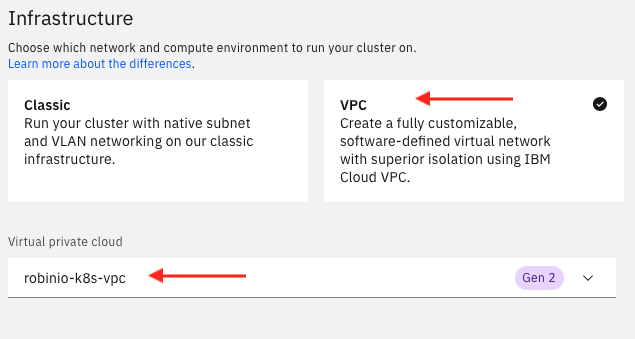 Infrastructure
Choose which network and compute environment to run your cluster on.
Learn more about the differences.
Classic
Run your cluster with native subnet
and VLAN networking on our classic
infrastructure.
VPC
Create a fully customizable,
software-defined virtual network
with superior isolation using IBM
Cloud VPC.
Virtual private cloud
robinio-k8s-vpc
Gen 2